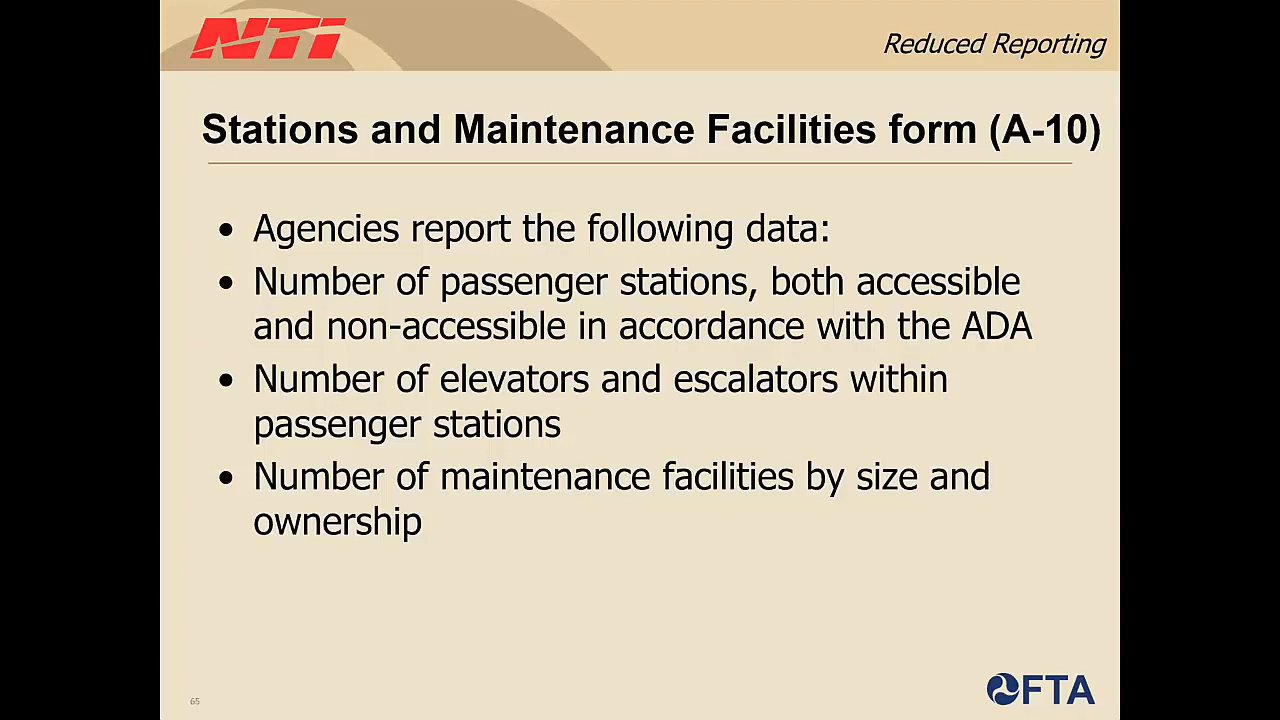 NTI
Reduced Reporting
Stations and Maintenance Facilities form (A-10)
• Agencies report the following data:
• Number of passenger stations, both accessible
and non-accessible in accordance with the ADA
• Number of elevators and escalators within
passenger stations
• Number of maintenance facilities by size and
ownership
65
FTA